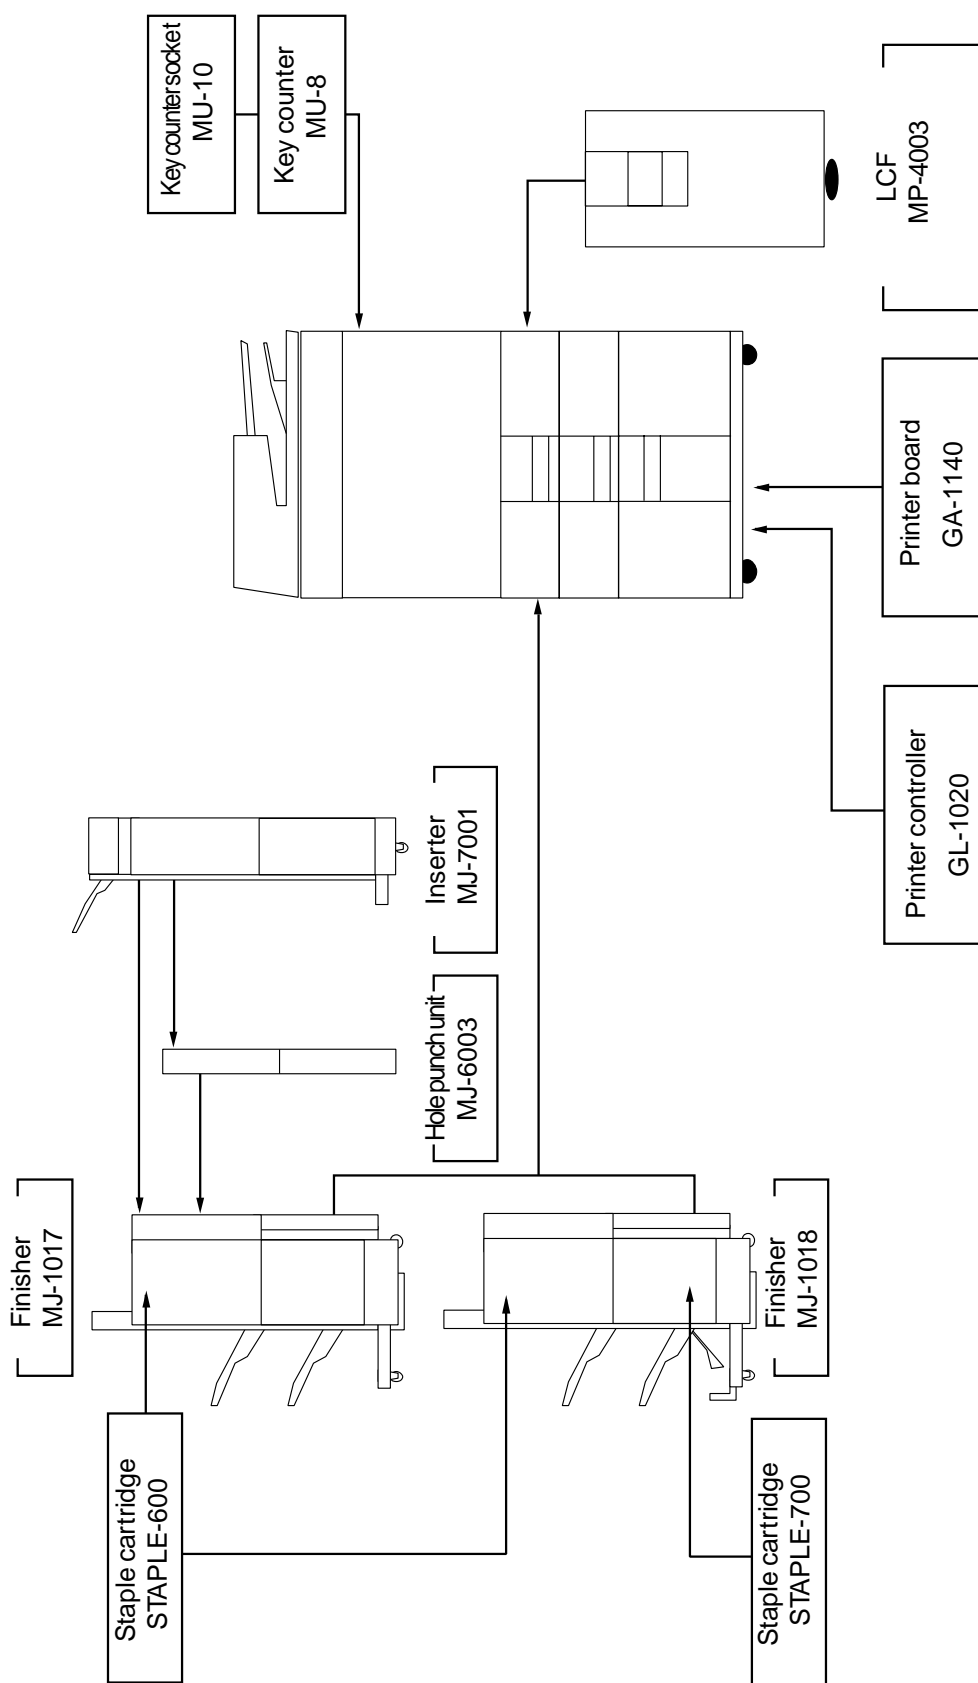 Key counter socket
MU-10
Key counter
MU-8
LCF
MP-4003
Printer board
GA-1140
Printer controller
GL-1020
Inserter
MJ-7001
Hole punch unit
MJ-6003
Finisher
MJ-1017
Finisher
MJ-1018
Staple cartridge
STAPLE-600
Staple cartridge
STAPLE-700